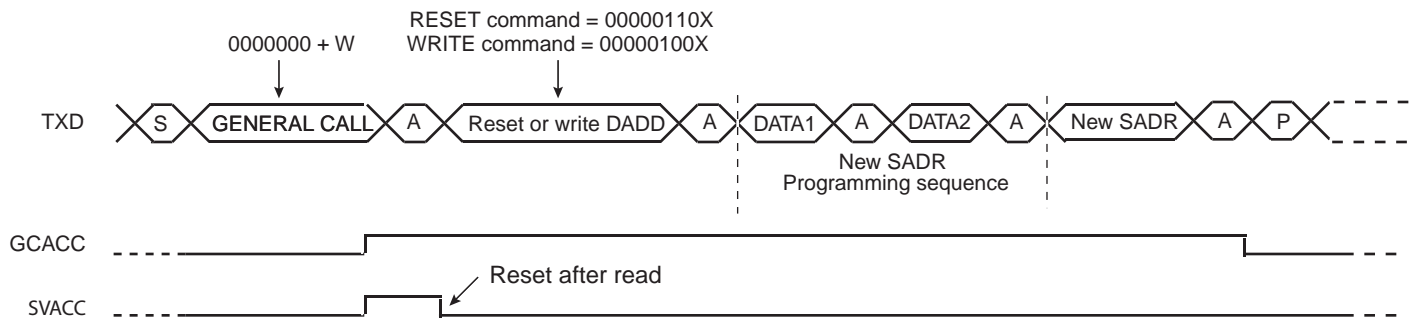 RESET command = 00000110X
0000000 + W
WRITE command = 00000100X
TXD
S
GENERAL CALL
A
Reset or write DADD
A
DATA1
A
DATA2
A
New SADR
A
P
New SADR
Programming sequence
GCACC
Reset after read
SVACC